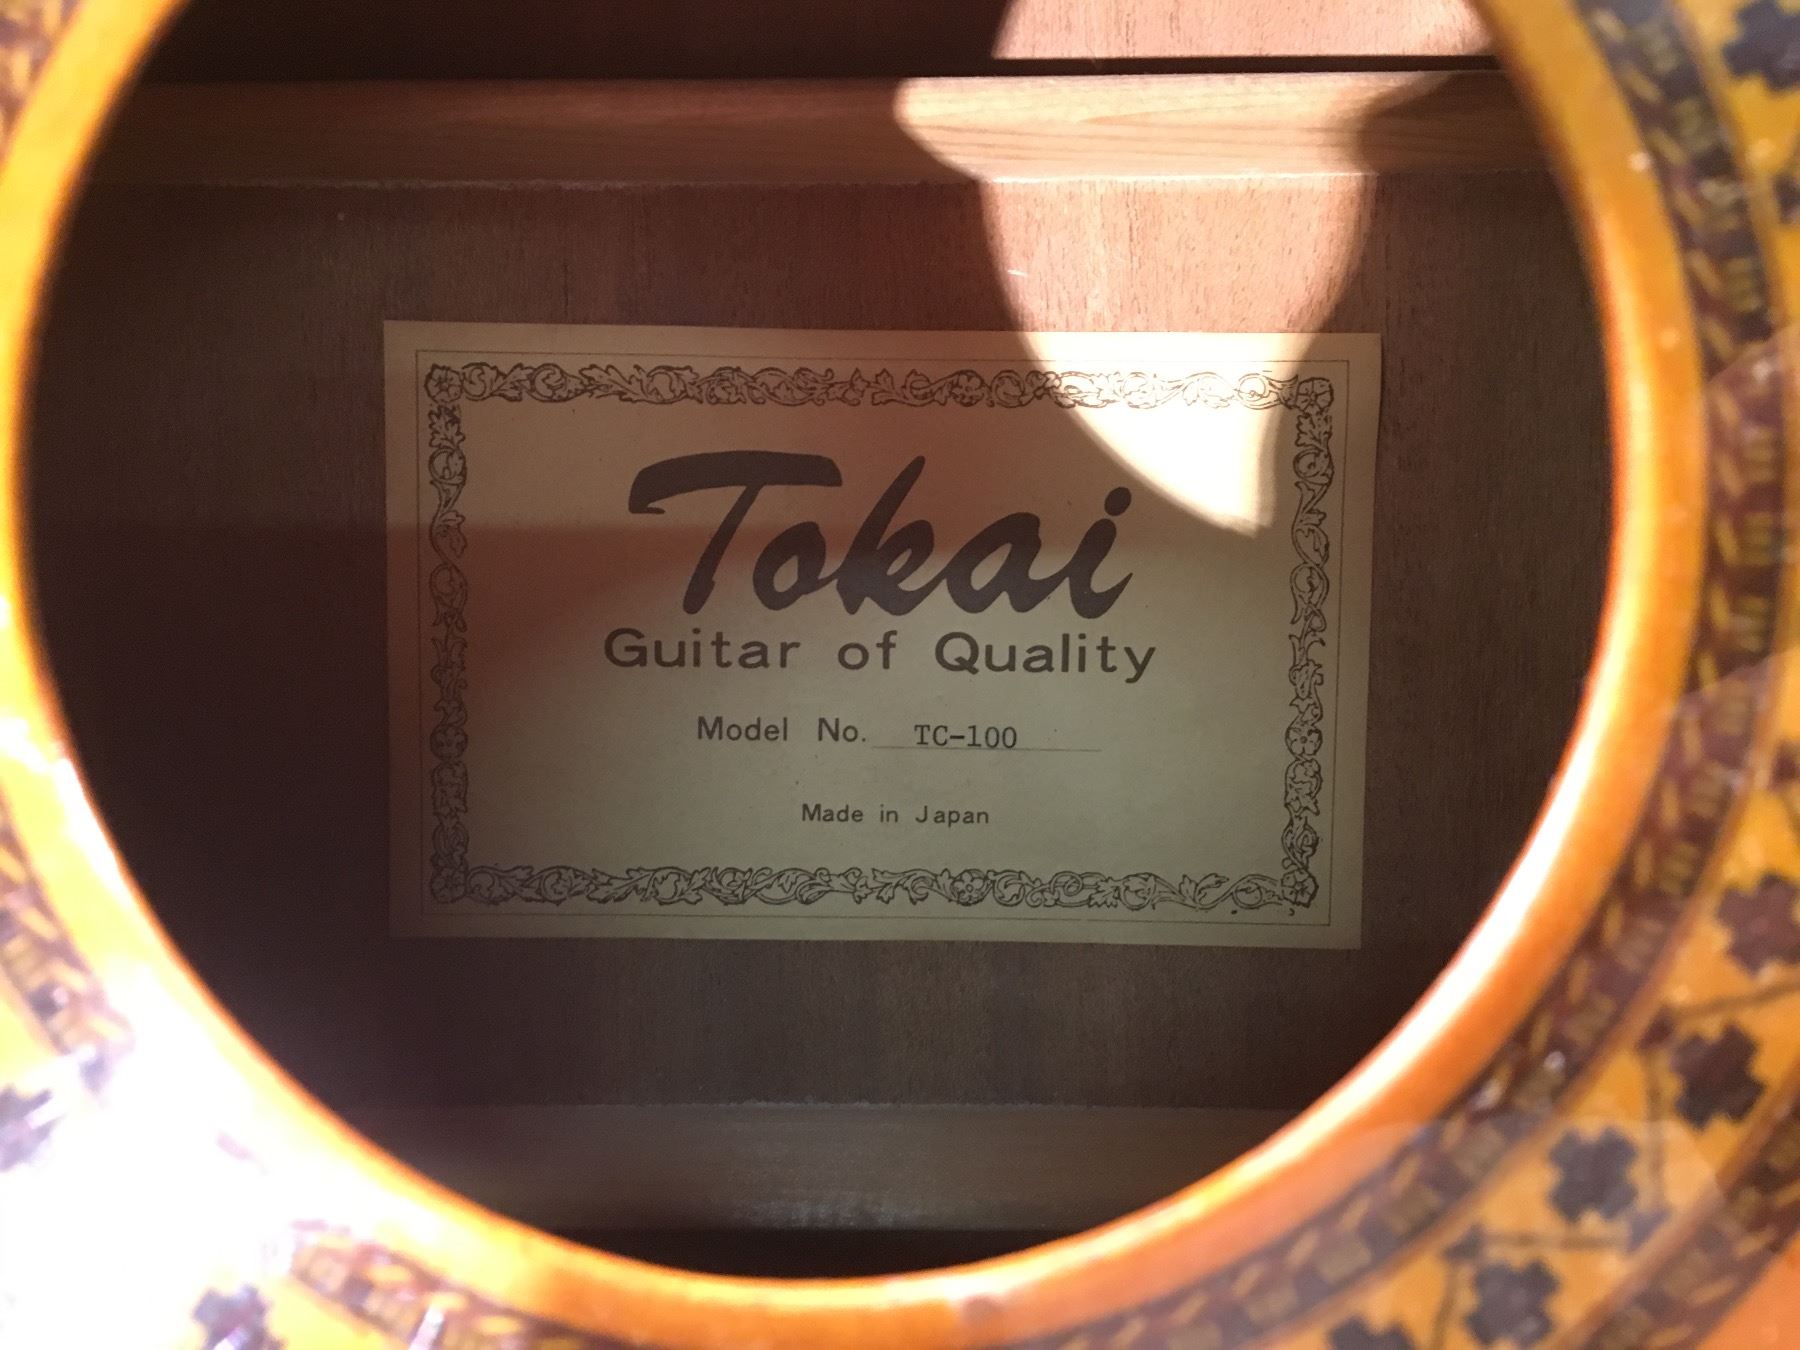 Tokai
Guitar of Quality
Model No. TC-100
Made in Japan